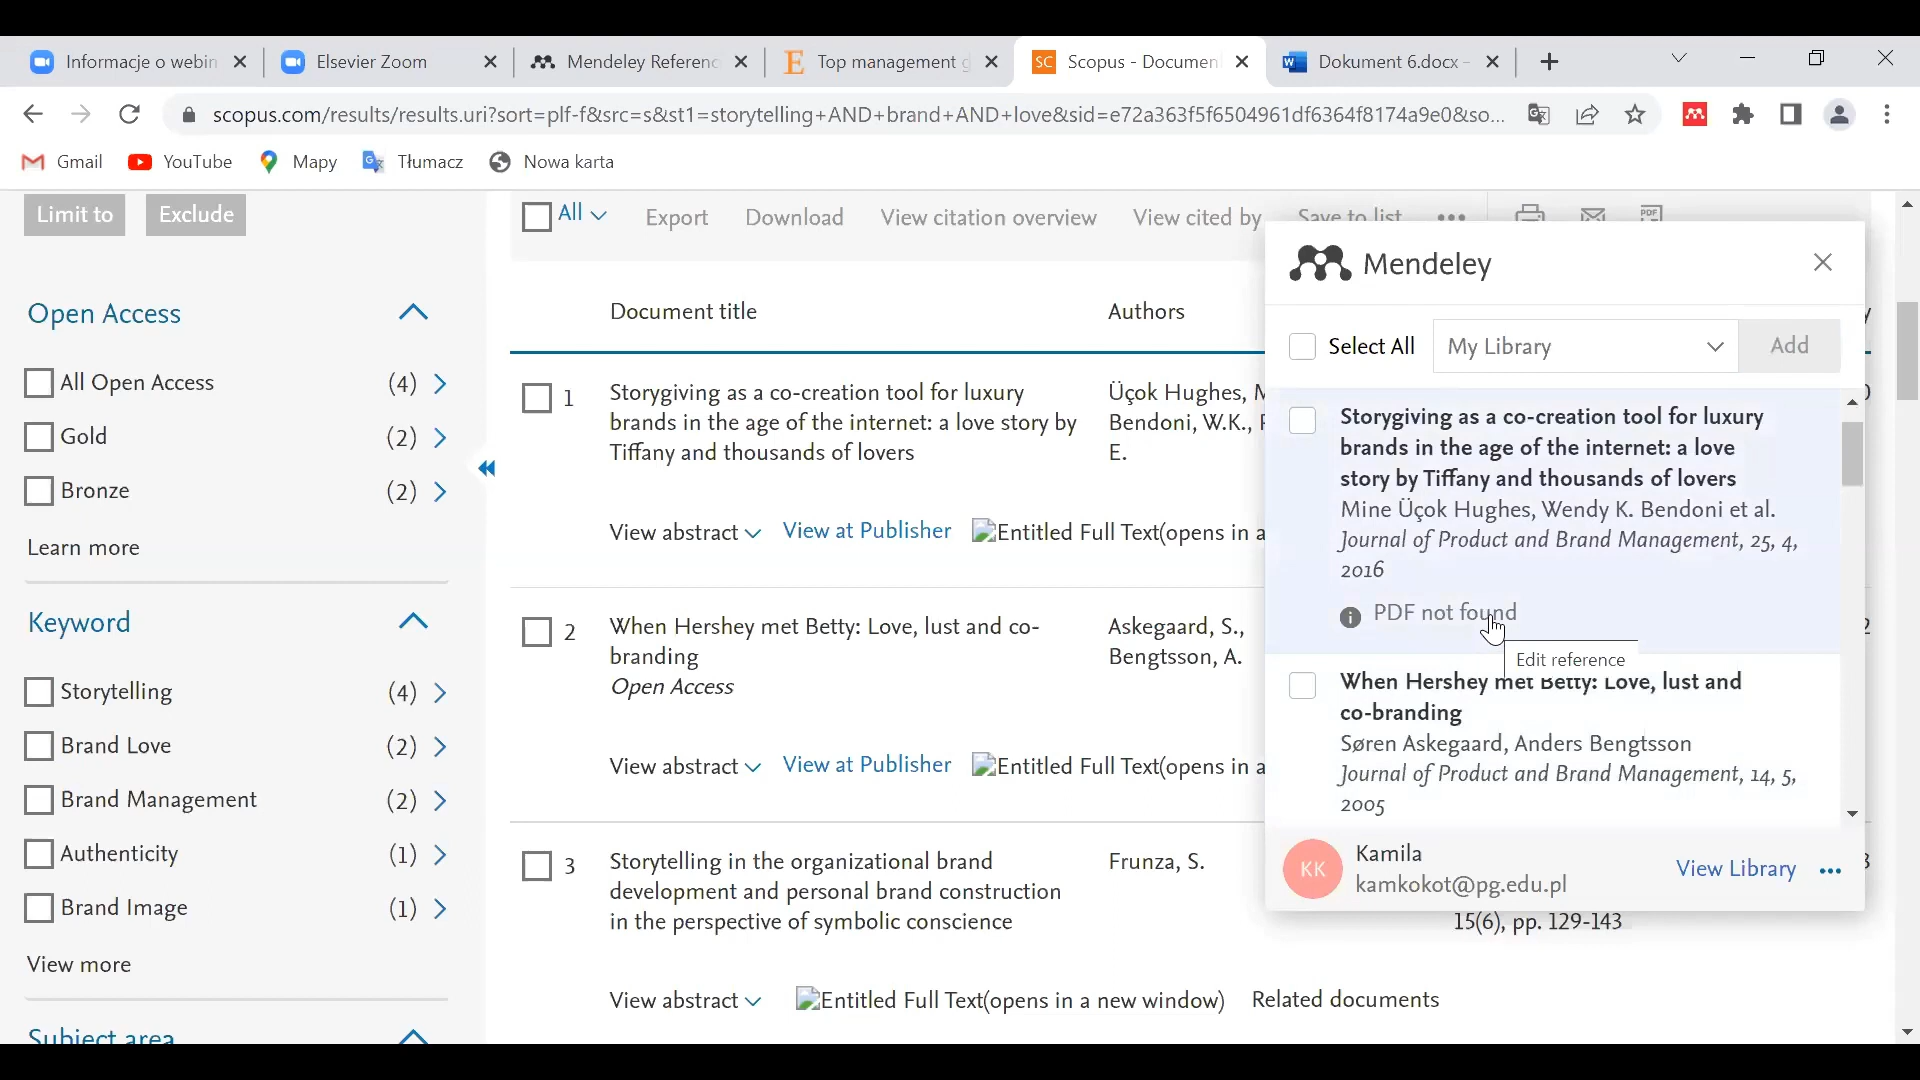 Informacje o webin
Elsevier Zoom
Mendeley Referenc
Top management g
SC Scopus - Document
Dokument 6.docx -
scopus.com/results/results.uri?sort=plf-f&src=s&st1=storytelling+AND+brand+AND+love&sid=e72a363f5f6504961df6364f8174a9e0&so...
Gmail
YouTube
Mapy
Tłumacz
Nowa karta
Limit to
Exclude
Open Access
All Open Access (4)
Gold (2)
Bronze (2)
Learn more
Keyword
Storytelling (4)
Brand Love (2)
Brand Management (2)
Authenticity (1)
Brand Image (1)
View more
Subject area
All
Export
Download
View citation overview
View cited by
Save to list
PDF
Document title
Authors
1
Storygiving as a co-creation tool for luxury
brands in the age of the internet: a love story by
Tiffany and thousands of lovers
Üçok Hughes,
Bendoni, W.K.,
E.
View abstract
View at Publisher
Entitled Full Text(opens in a
2
When Hershey met Betty: Love, lust and co-
branding
Open Access
Askegaard, S.,
Bengtsson, A.
View abstract
View at Publisher
Entitled Full Text(opens in a
3
Storytelling in the organizational brand
development and personal brand construction
in the perspective of symbolic conscience
Frunza, S.
15(6), pp. 129-143
View abstract
Entitled Full Text(opens in a new window)
Related documents
Mendeley
Select All
My Library
Add
Storygiving as a co-creation tool for luxury
brands in the age of the internet: a love
story by Tiffany and thousands of lovers
Mine Üçok Hughes, Wendy K. Bendoni et al.
Journal of Product and Brand Management, 25, 4,
2016
PDF not found
Edit reference
When Hershey met Betty: Love, lust and
co-branding
Søren Askegaard, Anders Bengtsson
Journal of Product and Brand Management, 14, 5,
2005
KK
Kamila
kamkokot@pg.edu.pl
View Library